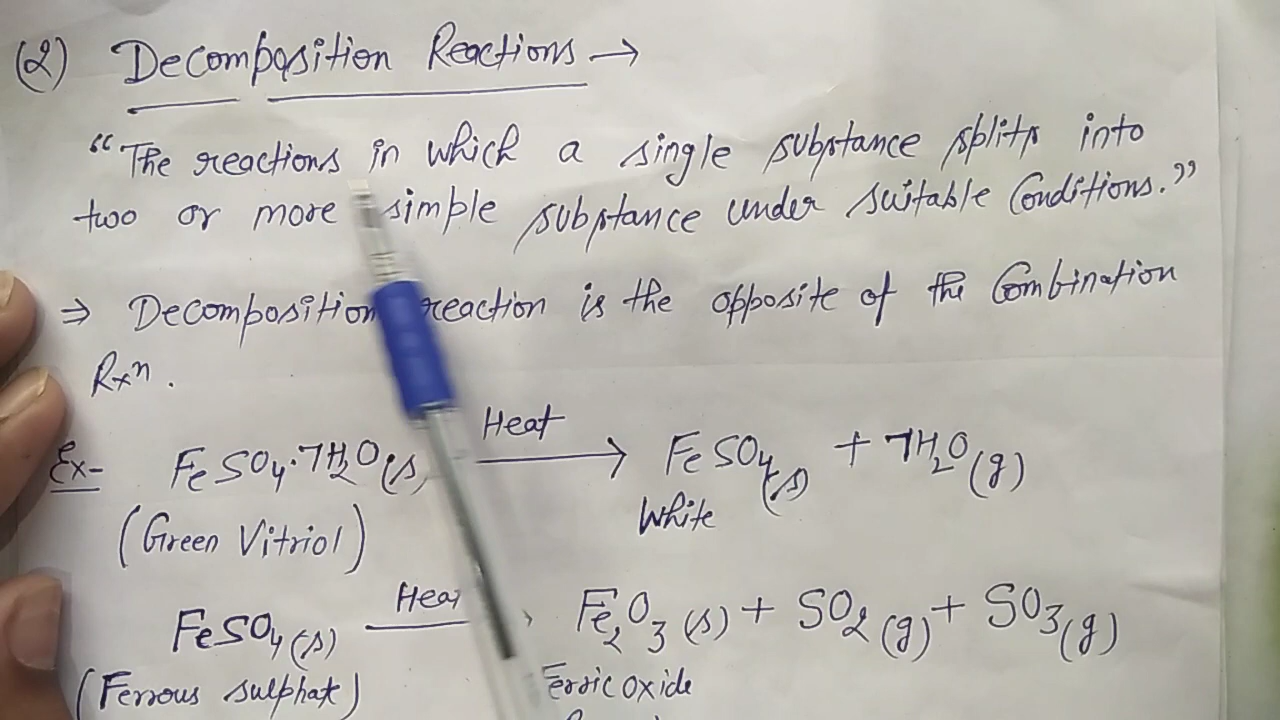 (2) Decomposition Reactions →
"The reactions in which a single substance splits into
two or more simple substance under suitable Conditions."
⇒ Decomposition reaction is the opposite of the Combination
Rxⁿ.
Ex- FeSO₄·7H₂O(s) Heat → FeSO₄(s) + 7H₂O(g)
(Green Vitriol) White
FeSO₄(s) Heat → Fe₂O₃(s) + SO₂(g) + SO₃(g)
(Ferrous sulphate) Ferric oxide